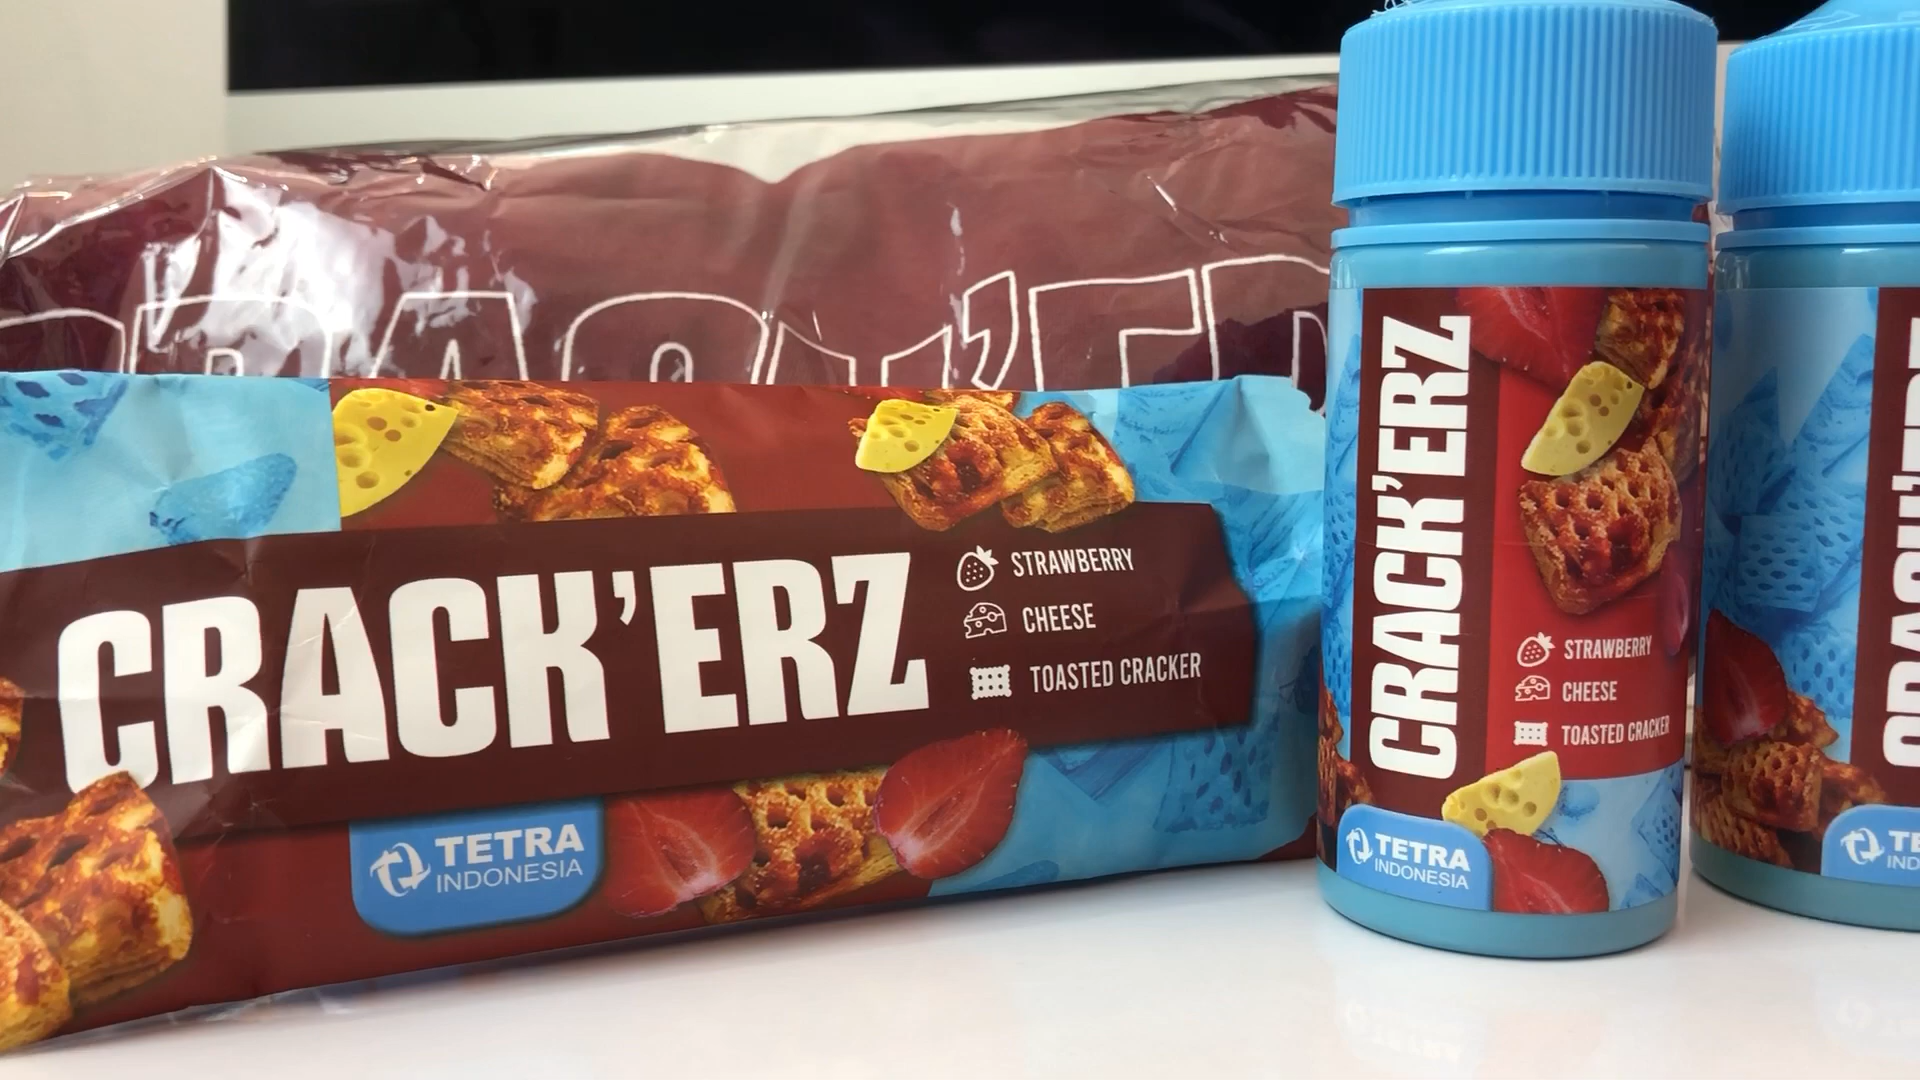 CRACK'ERZ
STRAWBERRY
CHEESE
TOASTED CRACKER
TETRA
INDONESIA
CRACK'ERZ
STRAWBERRY
CHEESE
TOASTED CRACKER
TETRA
INDONESIA